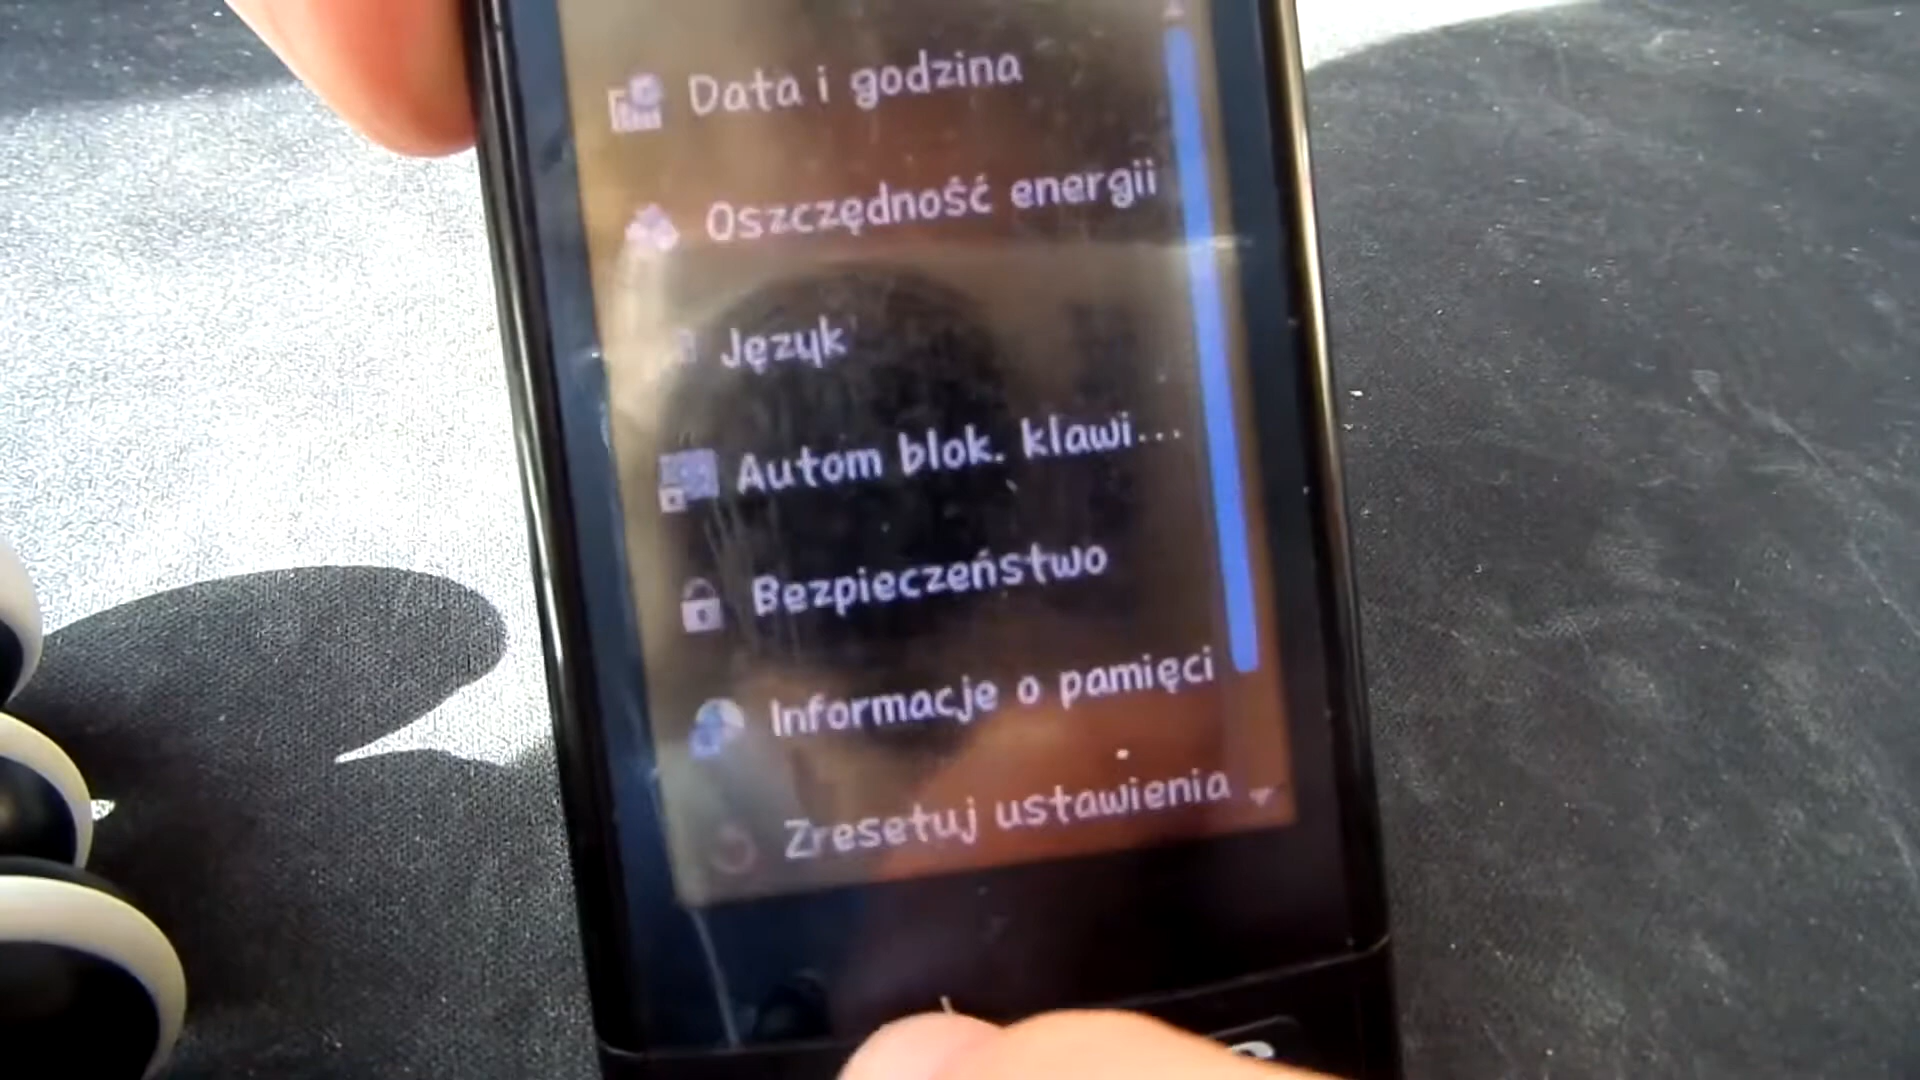 Data i godzina
Oszczędność energii
Język
Autom blok. klawi...
Bezpieczeństwo
Informacje o pamięci
Zresetuj ustawienia